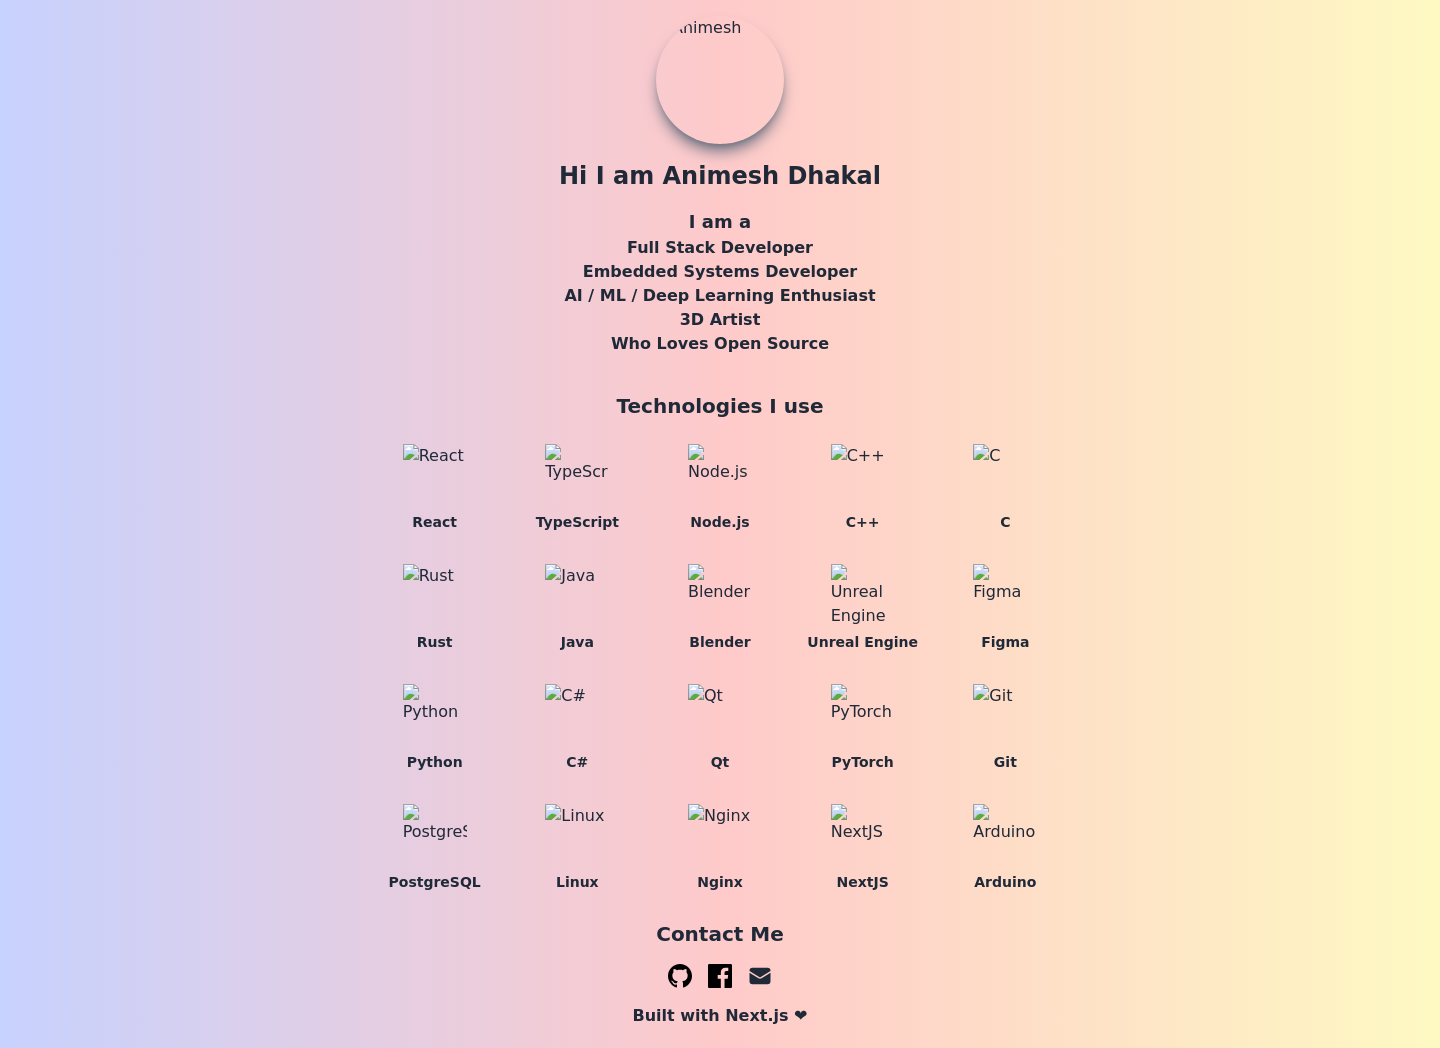 Animesh
Hi I am Animesh Dhakal
I am a
Full Stack Developer
Embedded Systems Developer
AI / ML / Deep Learning Enthusiast
3D Artist
Who Loves Open Source
Technologies I use
React TypeScr Node.js C++ C
React TypeScript Node.js C++ C
Rust Java Blender Unreal Engine Figma
Rust Java Blender Unreal Engine Figma
Python C# Qt PyTorch Git
Python C# Qt PyTorch Git
PostgreS Linux Nginx NextJS Arduino
PostgreSQL Linux Nginx NextJS Arduino
Contact Me
Built with Next.js ❤